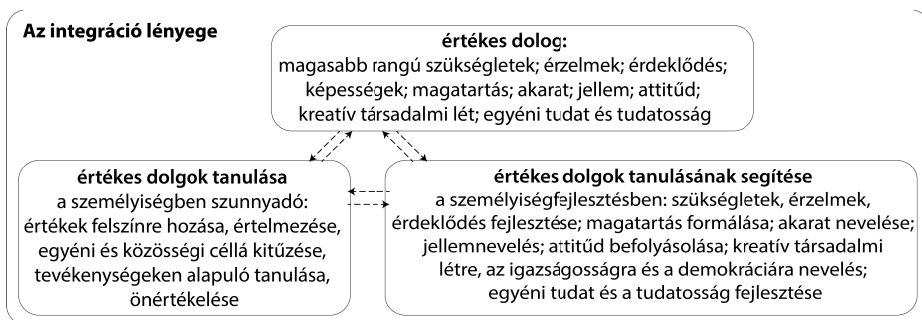 Az integráció lényege
értékes dolog:
magasabb rangú szükségletek; érzelmek; érdeklődés;
képességek; magatartás; akarat; jellem; attitűd;
kreatív társadalmi lét; egyéni tudat és tudatosság
értékes dolgok tanulása
a személyiségben szunnyadó:
értékek felszínre hozása, értelmezése,
egyéni és közösségi céllá kitűzése,
tevékenységeken alapuló tanulása,
önértékelése
értékes dolgok tanulásának segítése
a személyiségfejlesztésben: szükségletek, érzelmek,
érdeklődés fejlesztése; magatartás formálása; akarat nevelése;
jellemnevelés; attitűd befolyásolása; kreatív társadalmi
létre, az igazságosságra és a demokráciára nevelés;
egyéni tudat és a tudatosság fejlesztése